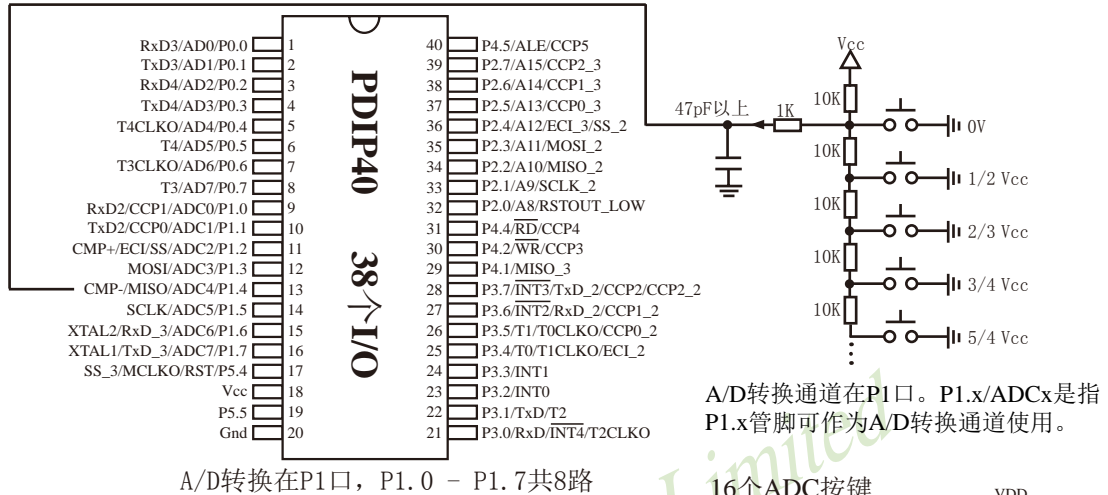 RxD3/AD0/P0.0 1
TxD3/AD1/P0.1 2
RxD4/AD2/P0.2 3
TxD4/AD3/P0.3 4
T4CLKO/AD4/P0.4 5
T4/AD5/P0.5 6
T3CLKO/AD6/P0.6 7
T3/AD7/P0.7 8
RxD2/CCP1/ADC0/P1.0 9
TxD2/CCP0/ADC1/P1.1 10
CMP+/ECI/SS/ADC2/P1.2 11
MOSI/ADC3/P1.3 12
CMP-/MISO/ADC4/P1.4 13
SCLK/ADC5/P1.5 14
XTAL2/RxD_3/ADC6/P1.6 15
XTAL1/TxD_3/ADC7/P1.7 16
SS_3/MCLKO/RST/P5.4 17
Vcc 18
P5.5 19
Gnd 20
PDIP40 38个I/O
40 P4.5/ALE/CCP5
39 P2.7/A15/CCP2_3
38 P2.6/A14/CCP1_3
37 P2.5/A13/CCP0_3
36 P2.4/A12/ECI_3/SS_2
35 P2.3/A11/MOSI_2
34 P2.2/A10/MISO_2
33 P2.1/A9/SCLK_2
32 P2.0/A8/RSTOUT_LOW
31 P4.4/RD/CCP4
30 P4.2/WR/CCP3
29 P4.1/MISO_3
28 P3.7/INT3/TxD_2/CCP2/CCP2_2
27 P3.6/INT2/RxD_2/CCP1_2
26 P3.5/T1/T0CLKO/CCP0_2
25 P3.4/T0/T1CLKO/ECI_2
24 P3.3/INT1
23 P3.2/INT0
22 P3.1/TxD/T2
21 P3.0/RxD/INT4/T2CLKO
A/D转换在P1口，P1.0 - P1.7共8路
Vcc
47pF以上
1K
10K
0V
10K
1/2 Vcc
10K
2/3 Vcc
10K
3/4 Vcc
10K
5/4 Vcc
A/D转换通道在P1口。P1.x/ADCx是指
P1.x管脚可作为A/D转换通道使用。
Limited
16个ADC按键
VDD